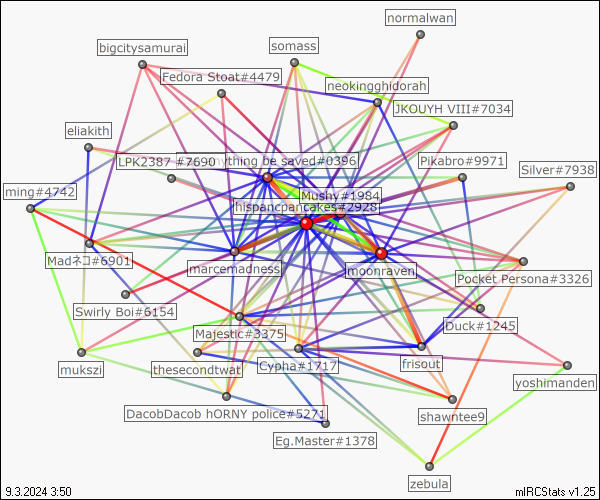 normalwan
somass
bigcitysamurai
Fedora Stoat#4479
neokingghidorah
JKOUYH VIII#7034
eliakith
LPK2387 #7690
ything be saved#0396
Pikabro#9971
Silver#7938
ming#4742
Mushy#1984
hispancpancakes#2928
Madネコ#6901
marcemadness
moonraven
Pocket Persona#3326
Swirly Boi#6154
Majestic#3375
Duck#1245
mukszi
thesecondtwat
Cypha#1717
frisout
yoshimanden
DacobDacob hORNY police#5271
shawntee9
Eg.Master#1378
zebula
9.3.2024 3:50
mIRCStats v1.25